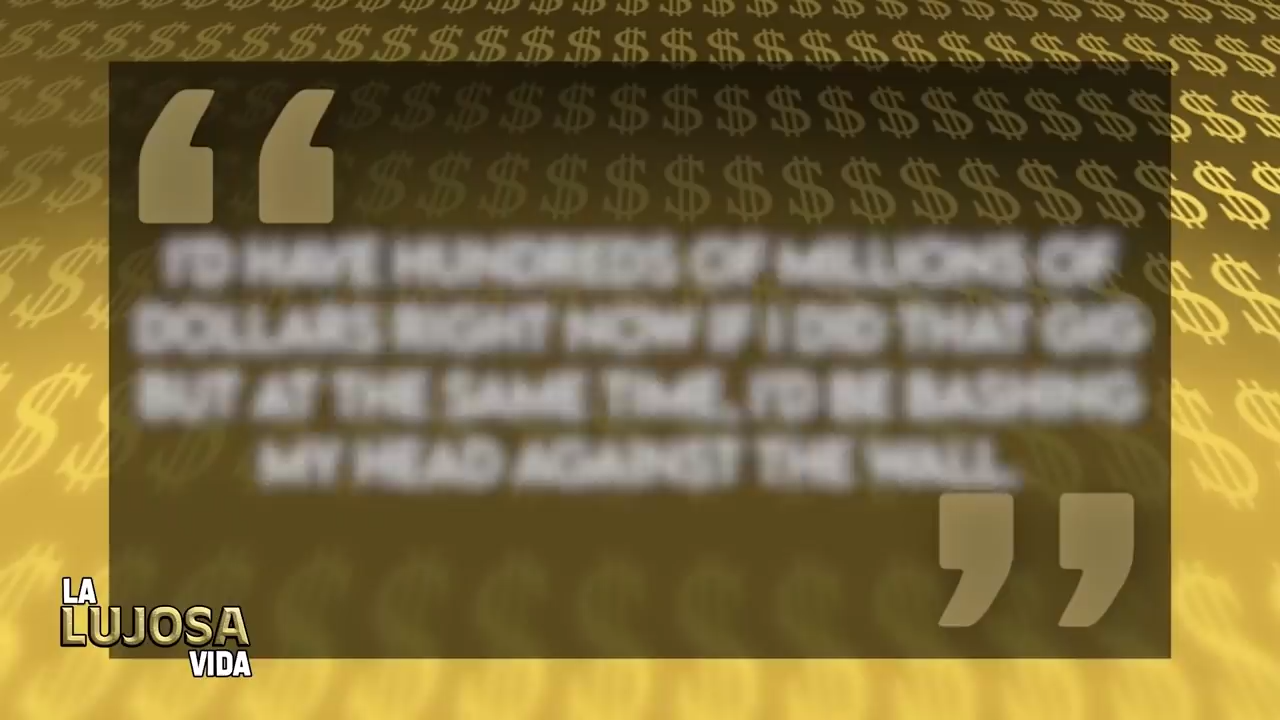 I'D HAVE HUNDREDS OF MILLIONS OF
DOLLARS RIGHT NOW IF I DID THAT GIG
BUT AT THE SAME TIME, I'D BE BASHING
MY HEAD AGAINST THE WALL.
LA
LUJOSA
VIDA